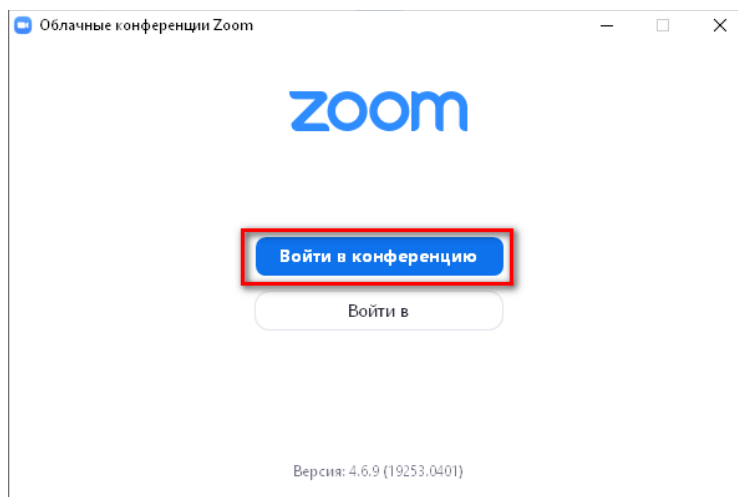 Облачные конференции Zoom
zoom
Войти в конференцию
Войти в
Версия: 4.6.9 (19253.0401)